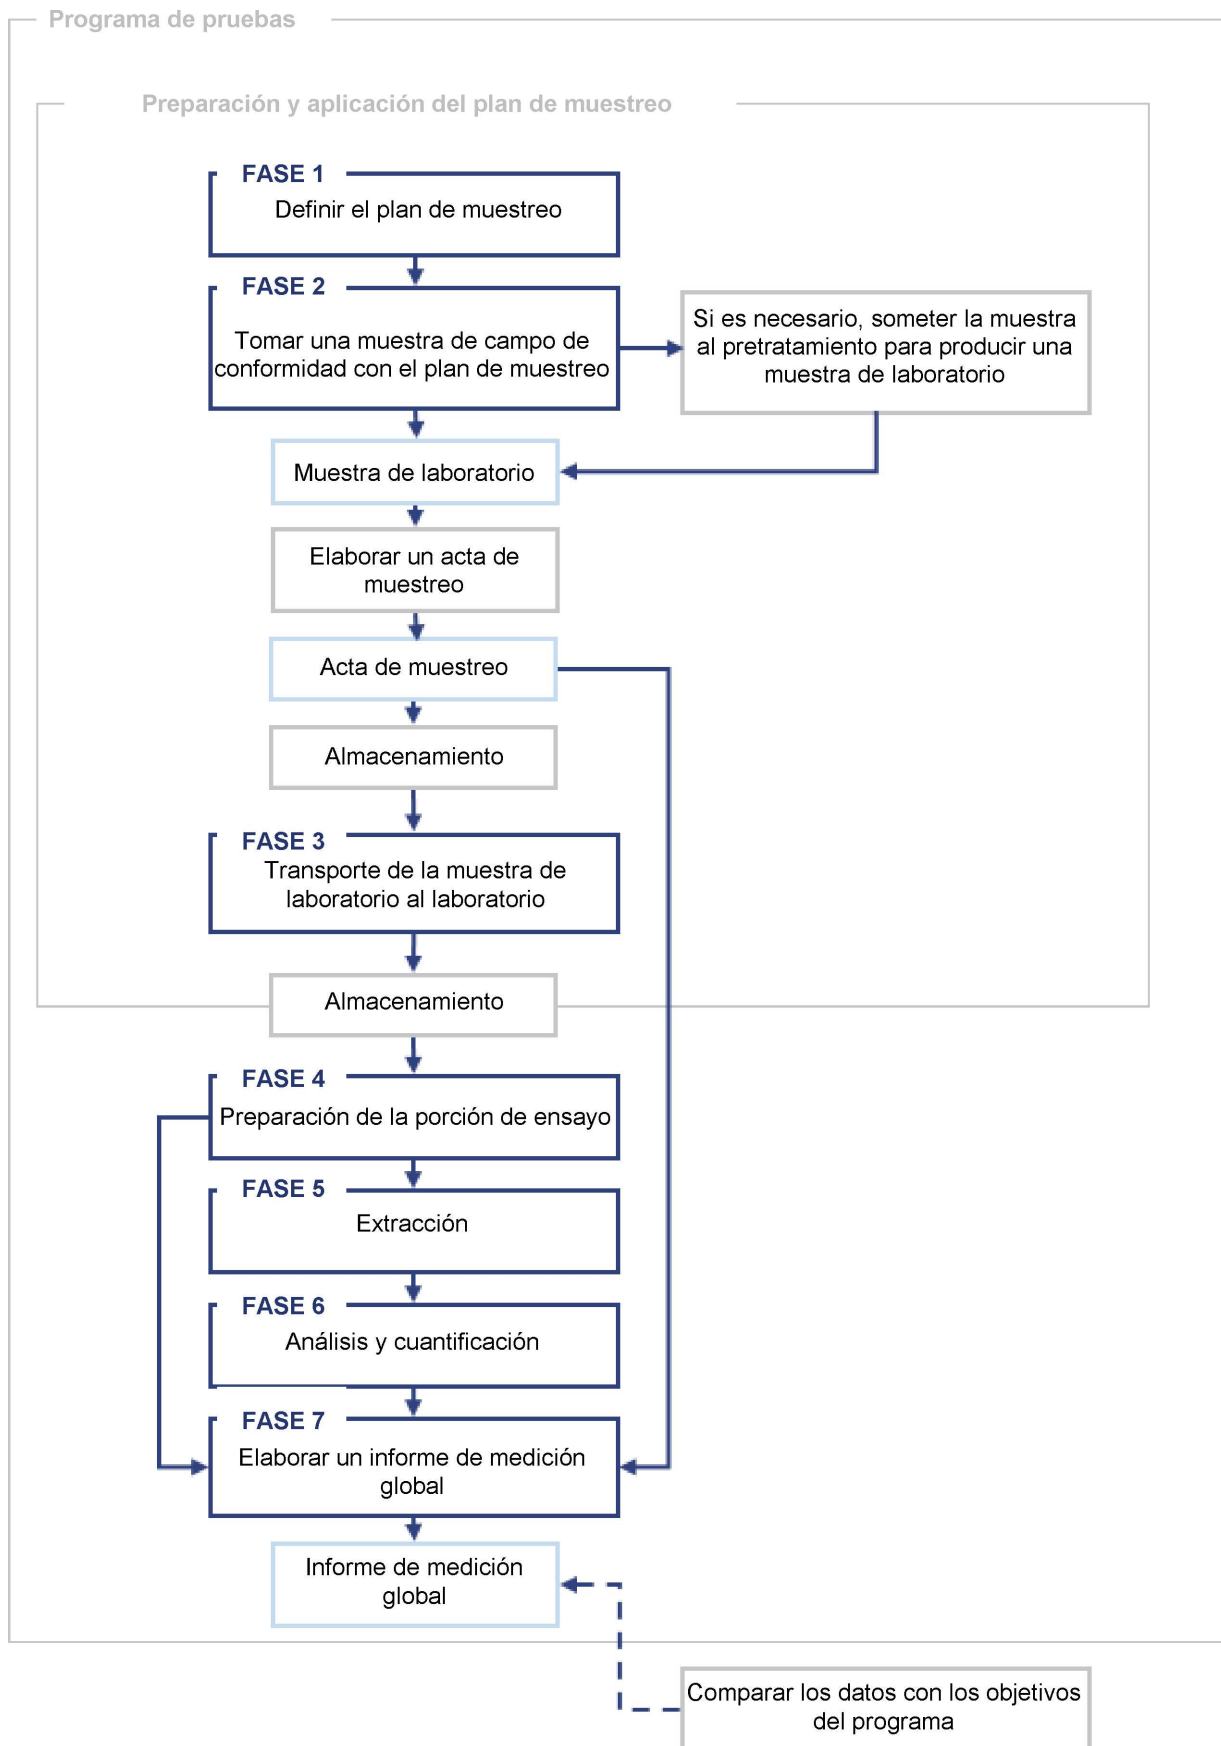 Programa de pruebas
Preparación y aplicación del plan de muestreo
FASE 1
Definir el plan de muestreo
FASE 2
Tomar una muestra de campo de
conformidad con el plan de muestreo
Si es necesario, someter la muestra
al pretratamiento para producir una
muestra de laboratorio
Muestra de laboratorio
Elaborar un acta de
muestreo
Acta de muestreo
Almacenamiento
FASE 3
Transporte de la muestra de
laboratorio al laboratorio
Almacenamiento
FASE 4
Preparación de la porción de ensayo
FASE 5
Extracción
FASE 6
Análisis y cuantificación
FASE 7
Elaborar un informe de medición
global
Informe de medición
global
Comparar los datos con los objetivos
del programa